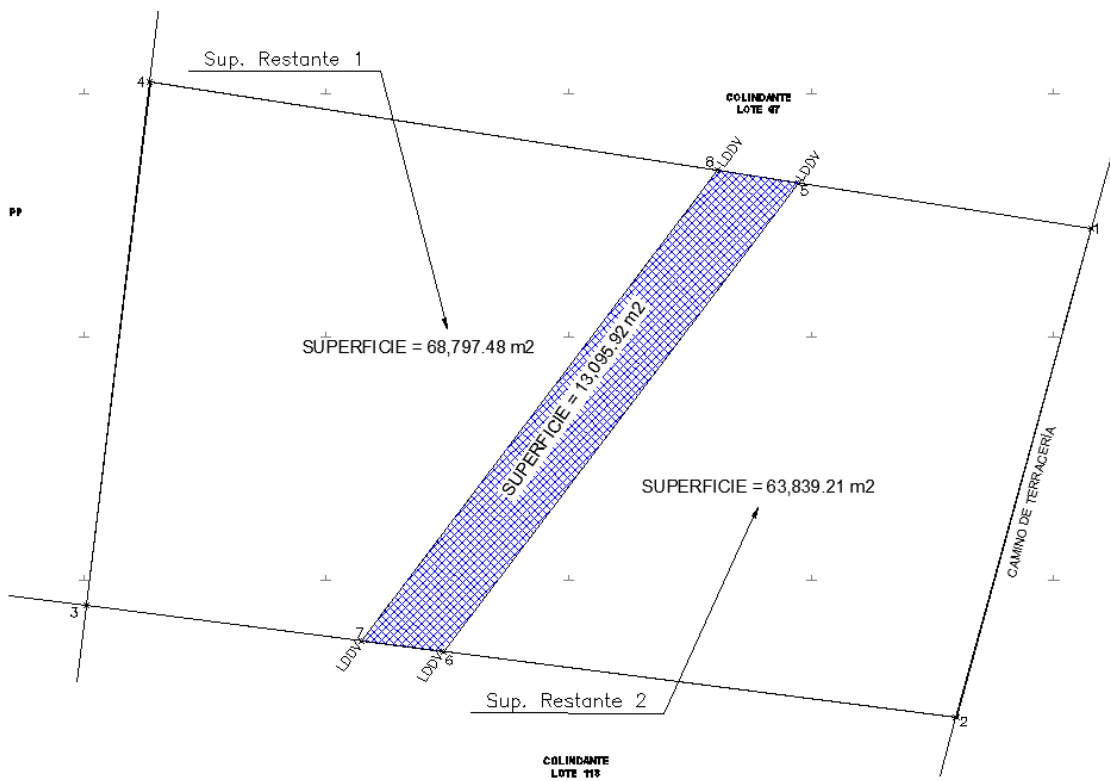 Sup. Restante 1
4
COLINDANTE
LOTE 67
8
LDDV
LDDV
5
1
PP
SUPERFICIE = 68,797.48 m2
SUPERFICIE = 13,095.92 m2
SUPERFICIE = 63,839.21 m2
CAMINO DE TERRACERÍA
3
7
LDDV
LDDV
6
Sup. Restante 2
2
COLINDANTE
LOTE 113